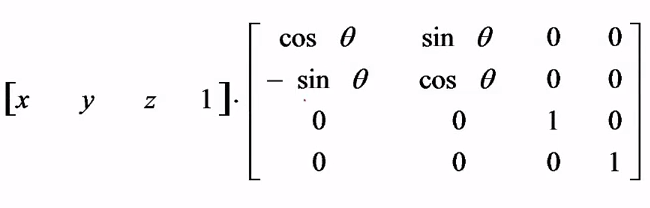 cos θ sin θ 0 0
− sin θ cos θ 0 0
[x y z 1]·
0 0 1 0
0 0 0 1